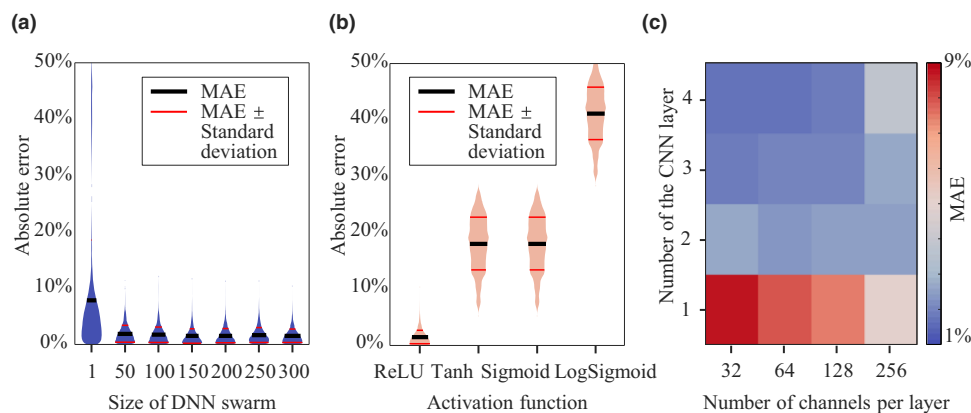 (a)
50%
40%
30%
20%
10%
0%
Absolute error
MAE
MAE ±
Standard
deviation
1 50 100 150 200 250 300
Size of DNN swarm
(b)
50%
40%
30%
20%
10%
0%
Absolute Error
MAE
MAE ±
Standard
deviation
ReLU Tanh Sigmoid LogSigmoid
Activation function
(c)
4
3
2
1
Number of the CNN layer
32 64 128 256
Number of channels per layer
9%
1%
MAE